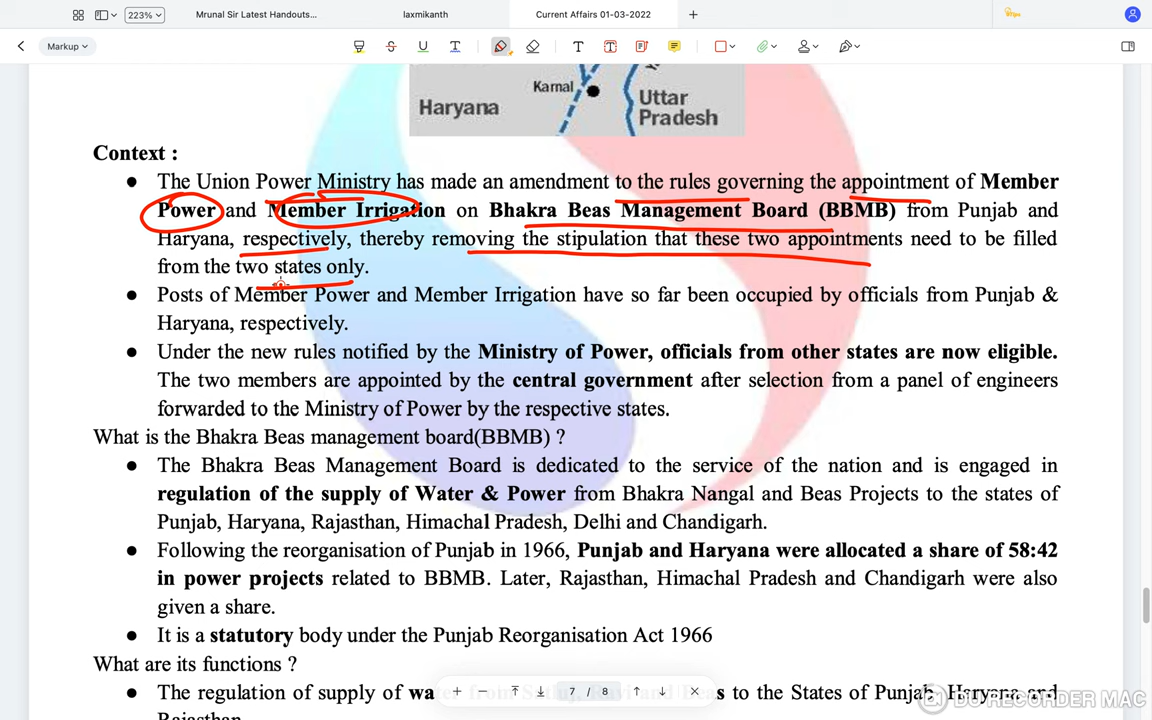 223%
Mrunal Sir Latest Handouts...
laxmikanth
Current Affairs 01-03-2022
Markup
Karnal
Haryana
Uttar
Pradesh
Context :
The Union Power Ministry has made an amendment to the rules governing the appointment of Member
Power and Member Irrigation on Bhakra Beas Management Board (BBMB) from Punjab and
Haryana, respectively, thereby removing the stipulation that these two appointments need to be filled
from the two states only.
Posts of Member Power and Member Irrigation have so far been occupied by officials from Punjab &
Haryana, respectively.
Under the new rules notified by the Ministry of Power, officials from other states are now eligible.
The two members are appointed by the central government after selection from a panel of engineers
forwarded to the Ministry of Power by the respective states.
What is the Bhakra Beas management board(BBMB) ?
The Bhakra Beas Management Board is dedicated to the service of the nation and is engaged in
regulation of the supply of Water & Power from Bhakra Nangal and Beas Projects to the states of
Punjab, Haryana, Rajasthan, Himachal Pradesh, Delhi and Chandigarh.
Following the reorganisation of Punjab in 1966, Punjab and Haryana were allocated a share of 58:42
in power projects related to BBMB. Later, Rajasthan, Himachal Pradesh and Chandigarh were also
given a share.
It is a statutory body under the Punjab Reorganisation Act 1966
What are its functions ?
The regulation of supply of water from Satluj, Ravi and Beas to the States of Punjab, Haryana and
Rajasthan.
7 / 8
DO RECORDER MAC